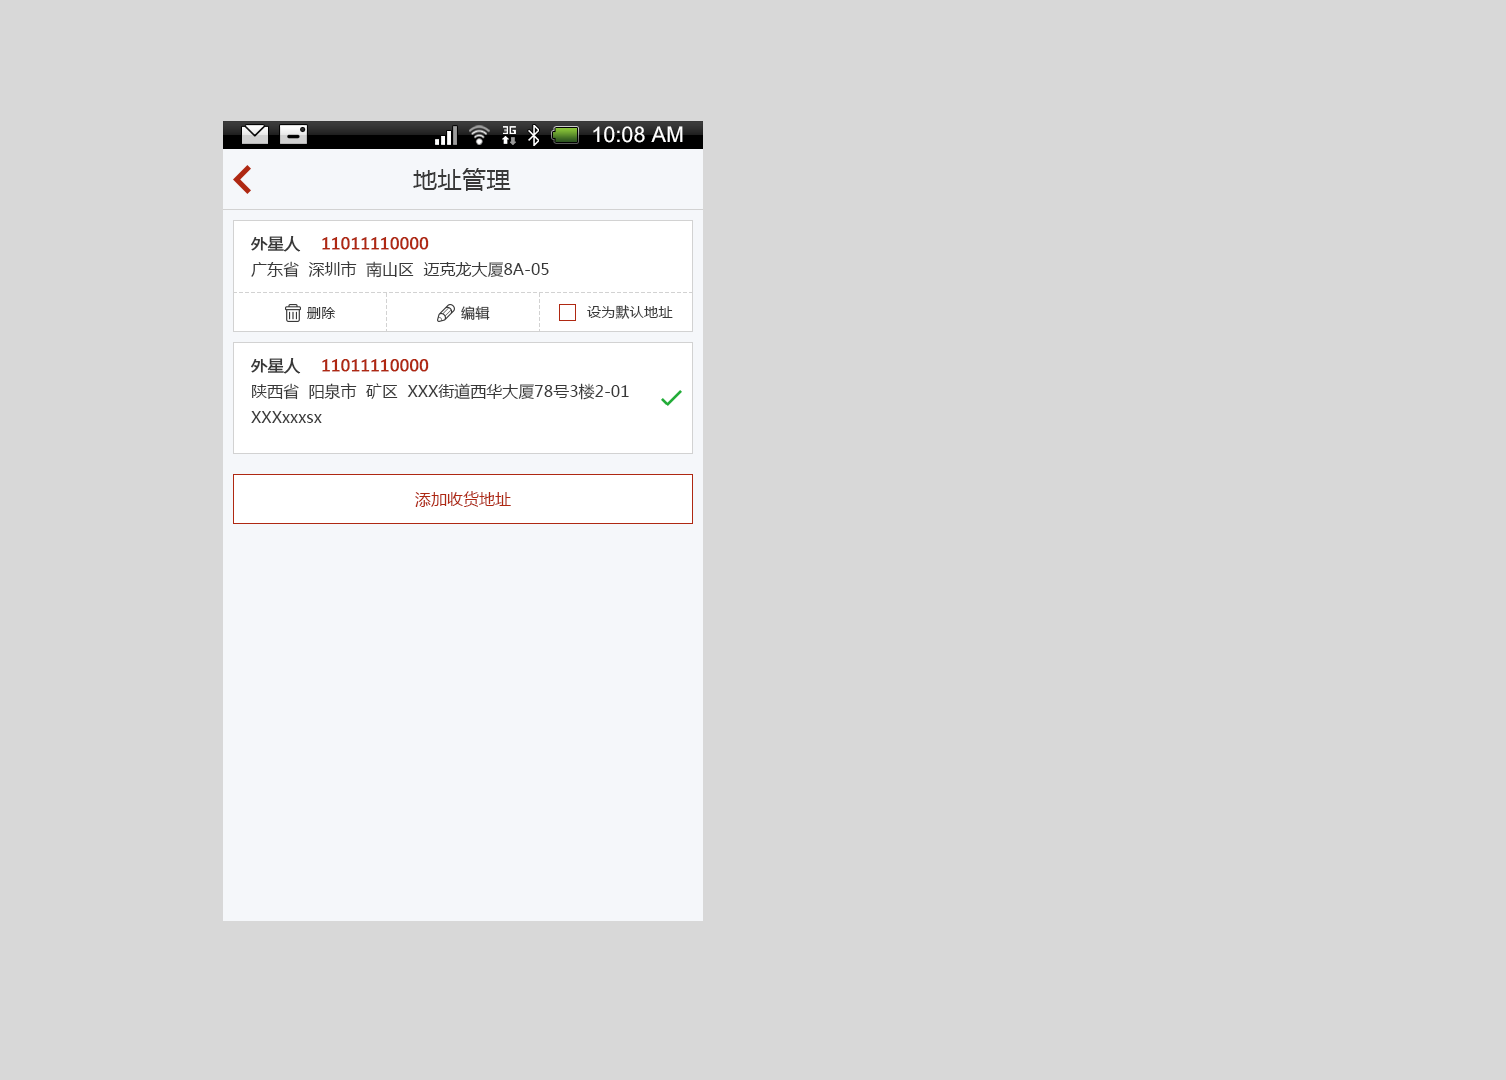 3G 10:08 AM
地址管理
外星人 11011110000
广东省 深圳市 南山区 迈克龙大厦8A-05
删除 编辑 设为默认地址
外星人 11011110000
陕西省 阳泉市 矿区 XXX街道西华大厦78号3楼2-01
XXXxxxsx
添加收货地址